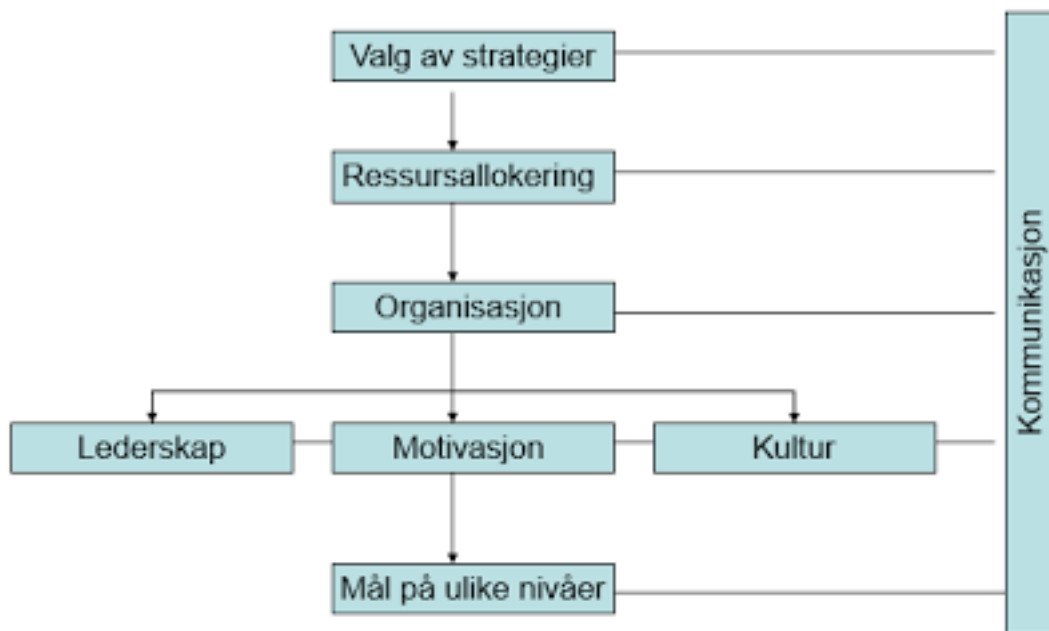 Valg av strategier
Ressursallokering
Organisasjon
Lederskap
Motivasjon
Kultur
Mål på ulike nivåer
Kommunikasjon